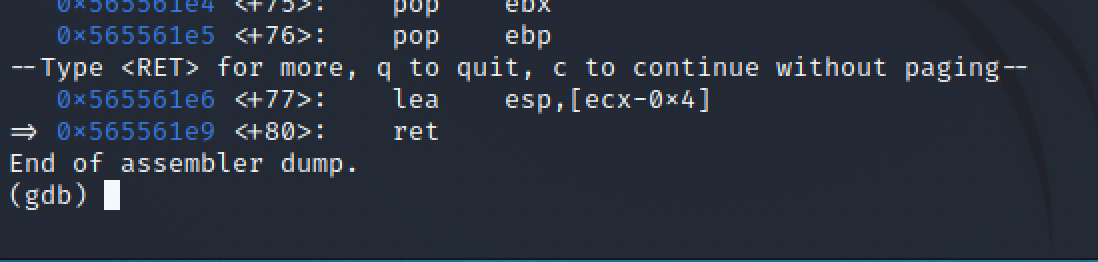 0×565561e4 <+75>: pop ebx
0×565561e5 <+76>: pop ebp
--Type <RET> for more, q to quit, c to continue without paging--
0×565561e6 <+77>: lea esp,[ecx-0×4]
⇒ 0×565561e9 <+80>: ret
End of assembler dump.
(gdb)